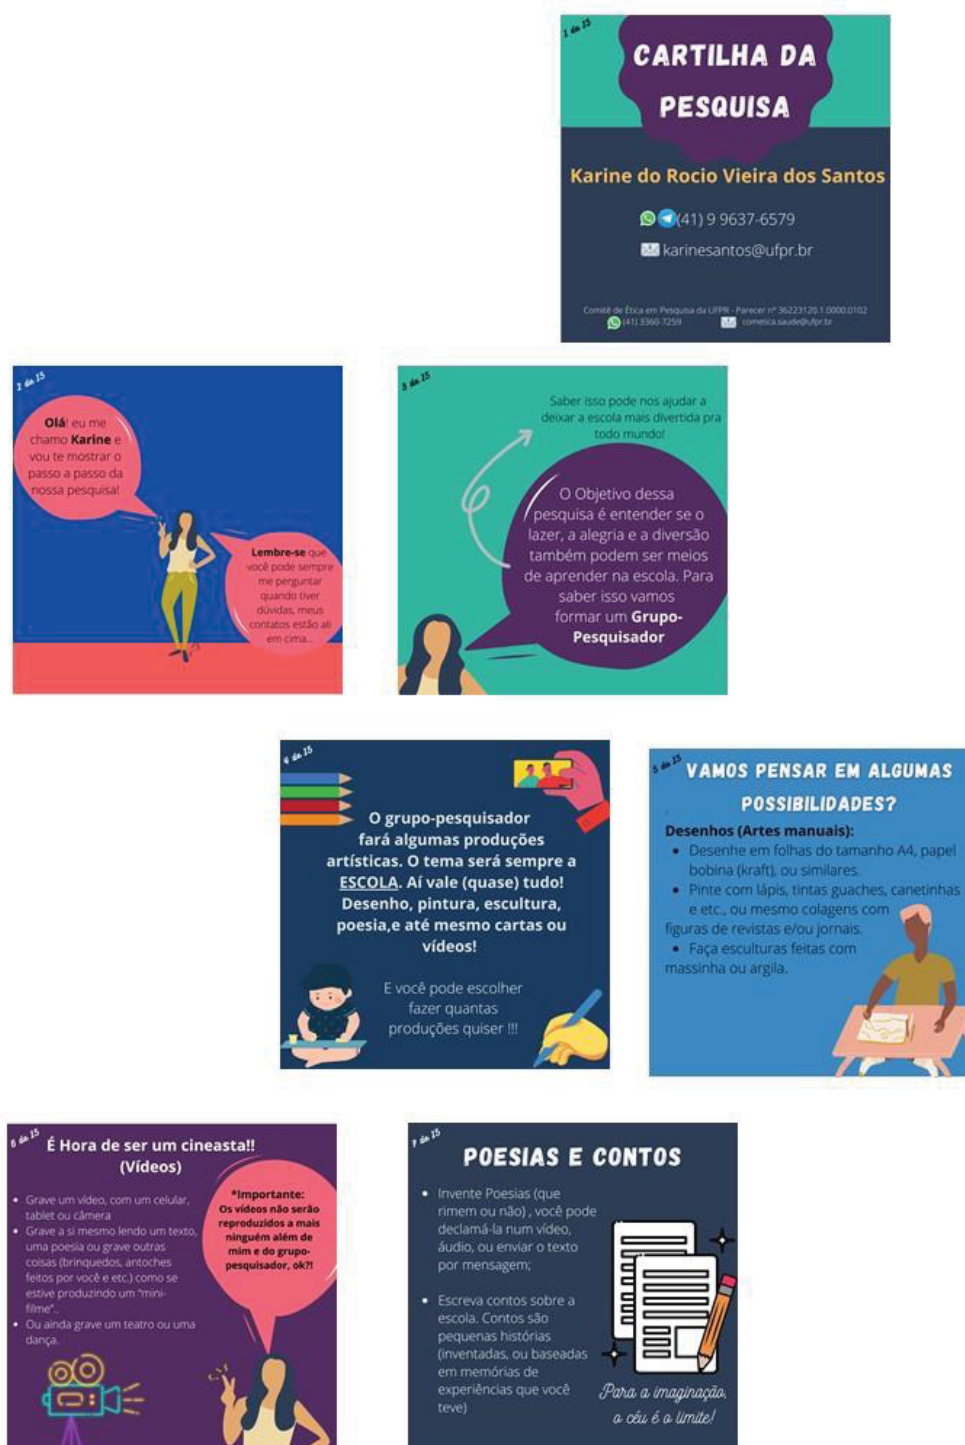 1 de 15
CARTILHA DA
PESQUISA
Karine do Rocio Vieira dos Santos
(41) 9 9637-6579
karinesantos@ufpr.br
Comitê de Ética em Pesquisa da UFPR - Parecer nº 36223120.1.0000.0102
(41) 3360-7259 cometica.saude@ufpr.br
2 de 15
Olá! eu me
chamo Karine e
vou te mostrar o
passo a passo da
nossa pesquisa!
Lembre-se que
você pode sempre
me perguntar
quando tiver
dúvidas, meus
contatos estão ali
em cima...
3 de 15
Saber isso pode nos ajudar a
deixar a escola mais divertida pra
todo mundo!
O Objetivo dessa
pesquisa é entender se o
lazer, a alegria e a diversão
também podem ser meios
de aprender na escola. Para
saber isso vamos
formar um Grupo-
Pesquisador
4 de 15
O grupo-pesquisador
fará algumas produções
artísticas. O tema será sempre a
ESCOLA. Aí vale (quase) tudo!
Desenho, pintura, escultura,
poesia,e até mesmo cartas ou
vídeos!
E você pode escolher
fazer quantas
produções quiser !!!
5 de 15
VAMOS PENSAR EM ALGUMAS
POSSIBILIDADES?
Desenhos (Artes manuais):
• Desenhe em folhas do tamanho A4, papel
bobina (kraft), ou similares.
• Pinte com lápis, tintas guaches, canetinhas
e etc., ou mesmo colagens com
figuras de revistas e/ou jornais.
• Faça esculturas feitas com
massinha ou argila.
6 de 15
É Hora de ser um cineasta!!
(Vídeos)
• Grave um vídeo, com um celular,
tablet ou câmera
• Grave a si mesmo lendo um texto,
uma poesia ou grave outras
coisas (brinquedos, antoches
feitos por você e etc.) como se
estive produzindo um "mini-
filme"..
• Ou ainda grave um teatro ou uma
dança.
*Importante:
Os vídeos não serão
reproduzidos a mais
ninguém além de
mim e do grupo-
pesquisador, ok?!
7 de 15
POESIAS E CONTOS
• Invente Poesias (que
rimem ou não) , você pode
declamá-la num vídeo,
áudio, ou enviar o texto
por mensagem;
• Escreva contos sobre a
escola. Contos são
pequenas histórias
(inventadas, ou baseadas
em memórias de
experiências que você
teve)
Para a imaginação,
o céu é o limite!